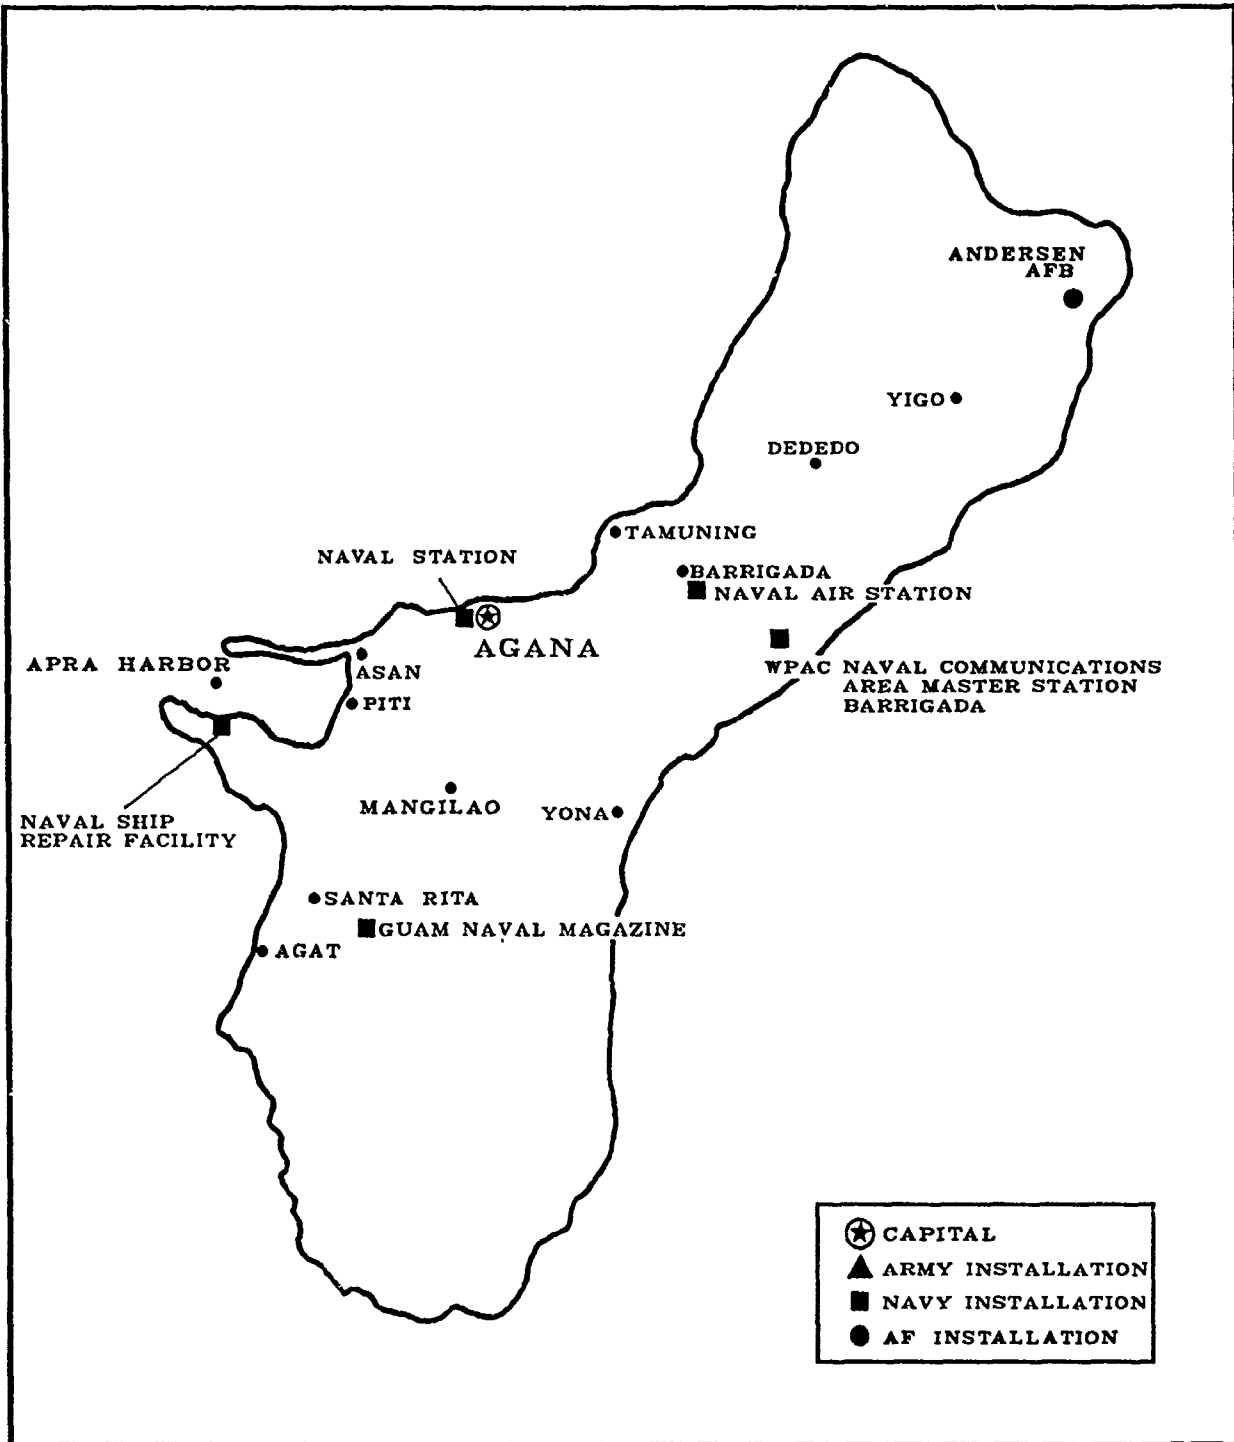 ANDERSEN
AFB
YIGO
DEDEDO
TAMUNING
NAVAL STATION
BARRIGADA
NAVAL AIR STATION
AGANA
APRA HARBOR
ASAN
WPAC NAVAL COMMUNICATIONS
AREA MASTER STATION
BARRIGADA
PITI
MANGILAO
YONA
NAVAL SHIP
REPAIR FACILITY
SANTA RITA
GUAM NAVAL MAGAZINE
AGAT
CAPITAL
ARMY INSTALLATION
NAVY INSTALLATION
AF INSTALLATION